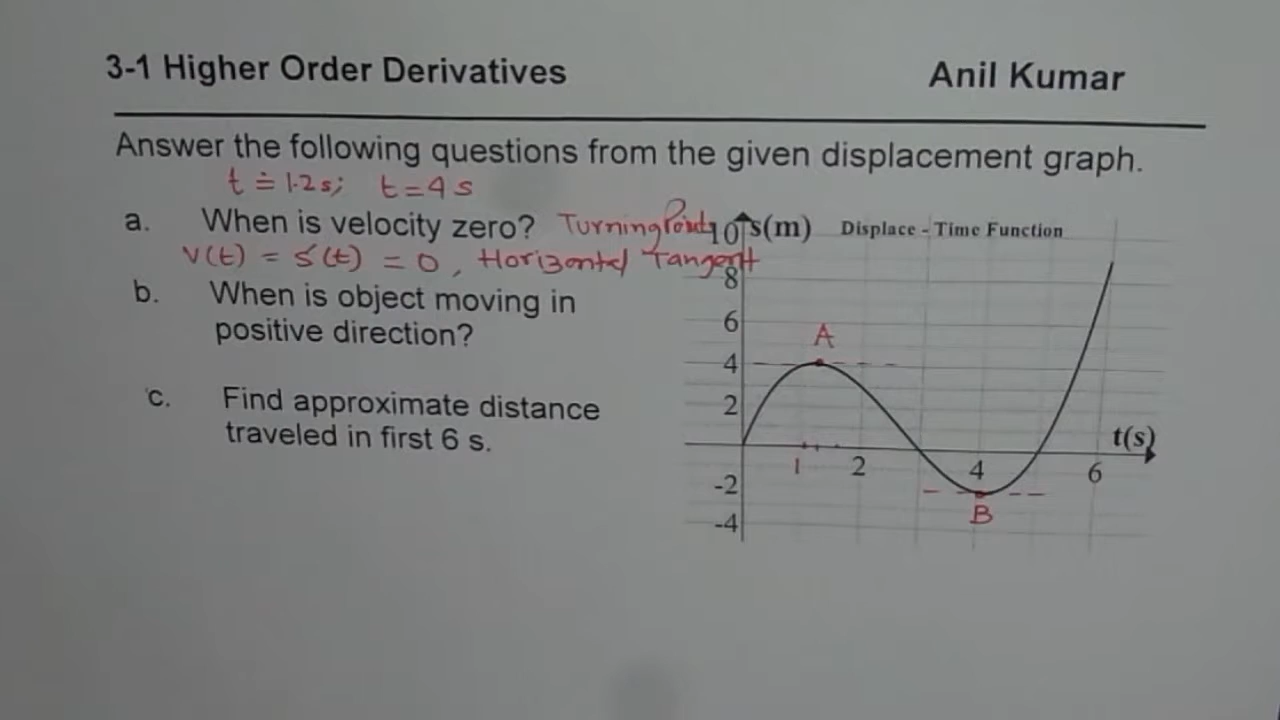 3-1 Higher Order Derivatives Anil Kumar
Answer the following questions from the given displacement graph.
t ≐ 1.2 s; t = 4 s
a. When is velocity zero? Turning Point
v(t) = s'(t) = 0, Horizontal Tangent
b. When is object moving in
positive direction?
c. Find approximate distance
traveled in first 6 s.
10 s(m) Displace - Time Function
8
6
A
4
2
t(s)
1 2 4 6
-2
B
-4